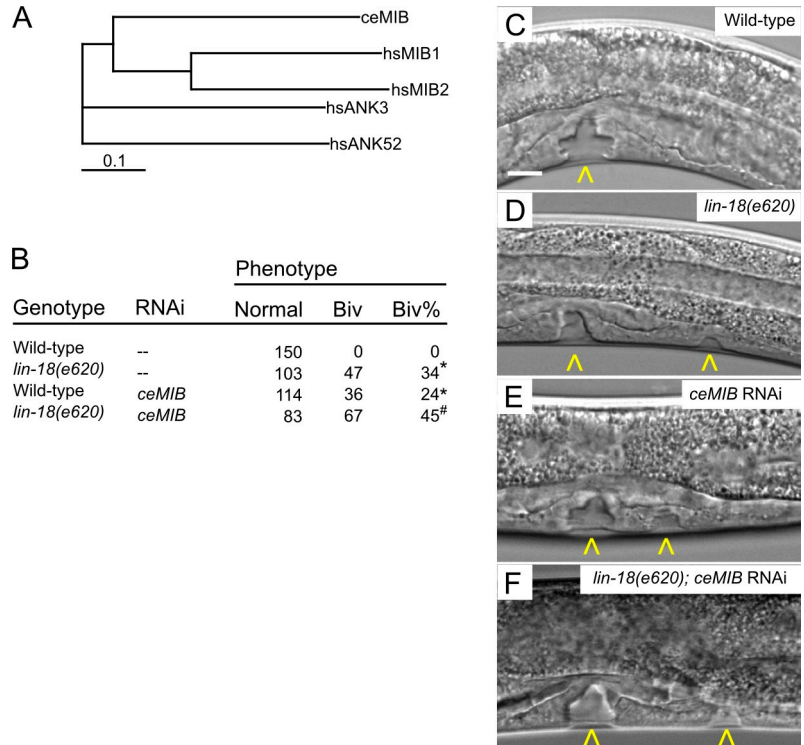 A
ceMIB
hsMIB1
hsMIB2
hsANK3
hsANK52
0.1
B
Phenotype
Genotype RNAi Normal Biv Biv%
Wild-type -- 150 0 0
lin-18(e620) -- 103 47 34*
Wild-type ceMIB 114 36 24*
lin-18(e620) ceMIB 83 67 45#
C Wild-type
^
D lin-18(e620)
^ ^
E ceMIB RNAi
^ ^
F lin-18(e620); ceMIB RNAi
^ ^